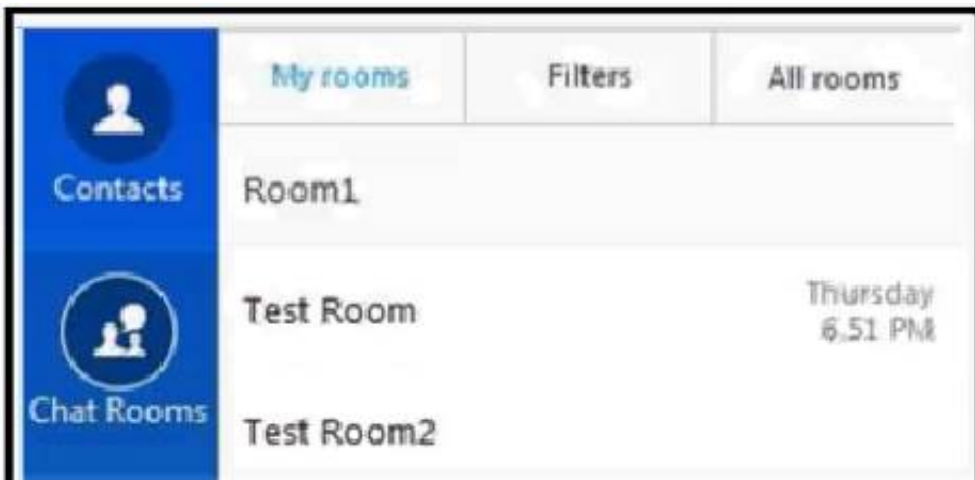 My rooms
Filters
All rooms
Contacts
Room1
Test Room
Thursday
6.51 PM
Chat Rooms
Test Room2